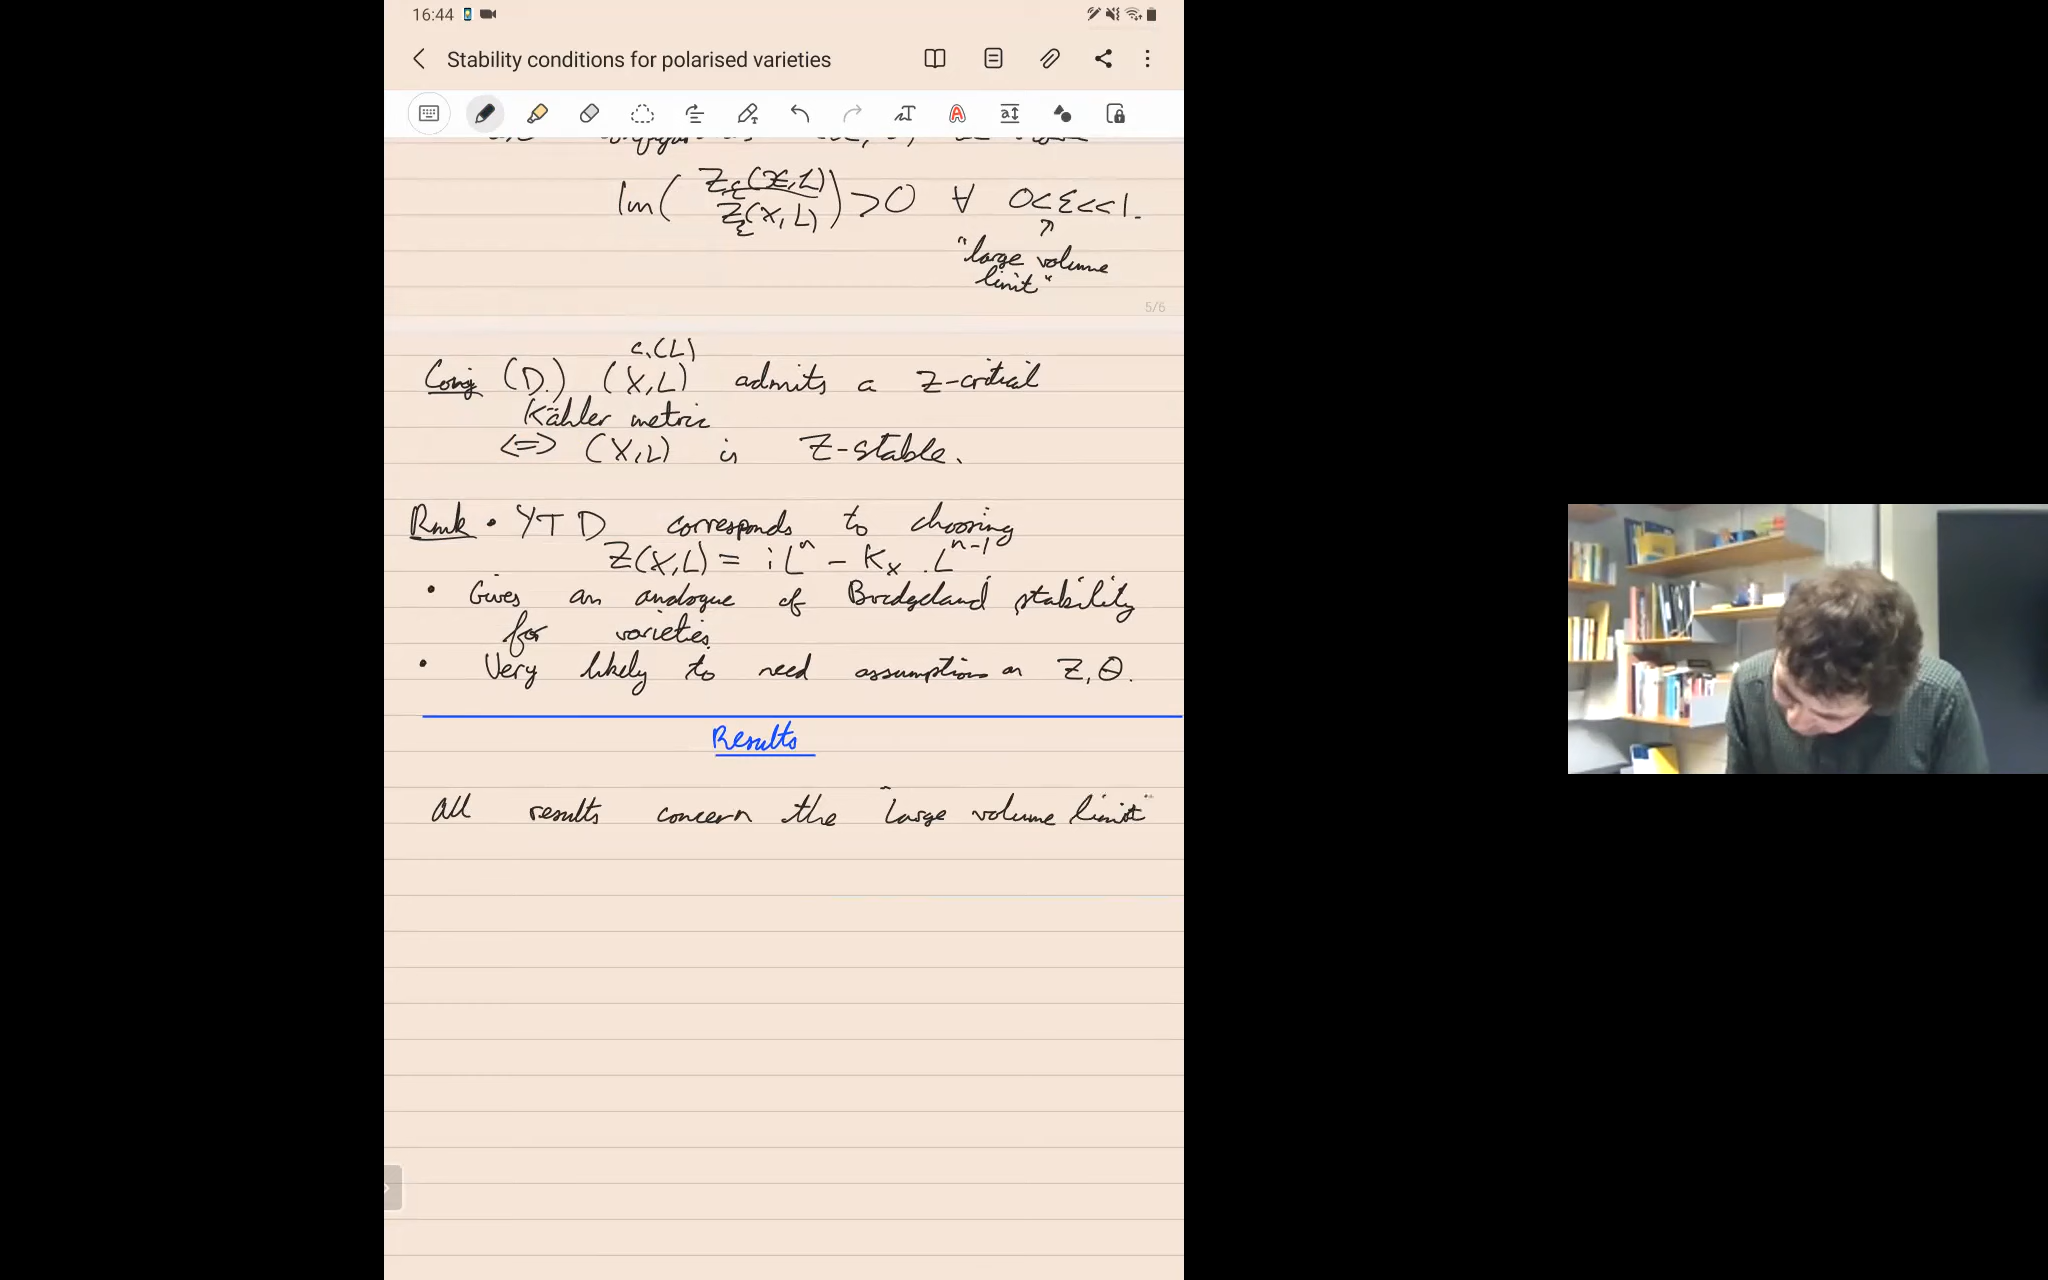 16:44
Stability conditions for polarised varieties
Im( Z_ε(𝒳,L) / Z_ε(X,L) ) > 0 ∀ 0<ε<<1.
"large volume
limit"
5/6
c₁(L)
Conj (D.) (X,L) admits a Z-critical
Kähler metric
<=> (X,L) is Z-stable.
Rmk • YTD corresponds to choosing
Z(X,L) = iLⁿ - K_X . Lⁿ⁻¹
• Gives an analogue of Bridgeland stability
for varieties.
• Very likely to need assumptions on Z, Θ.
Results
All results concern the "large volume limit"